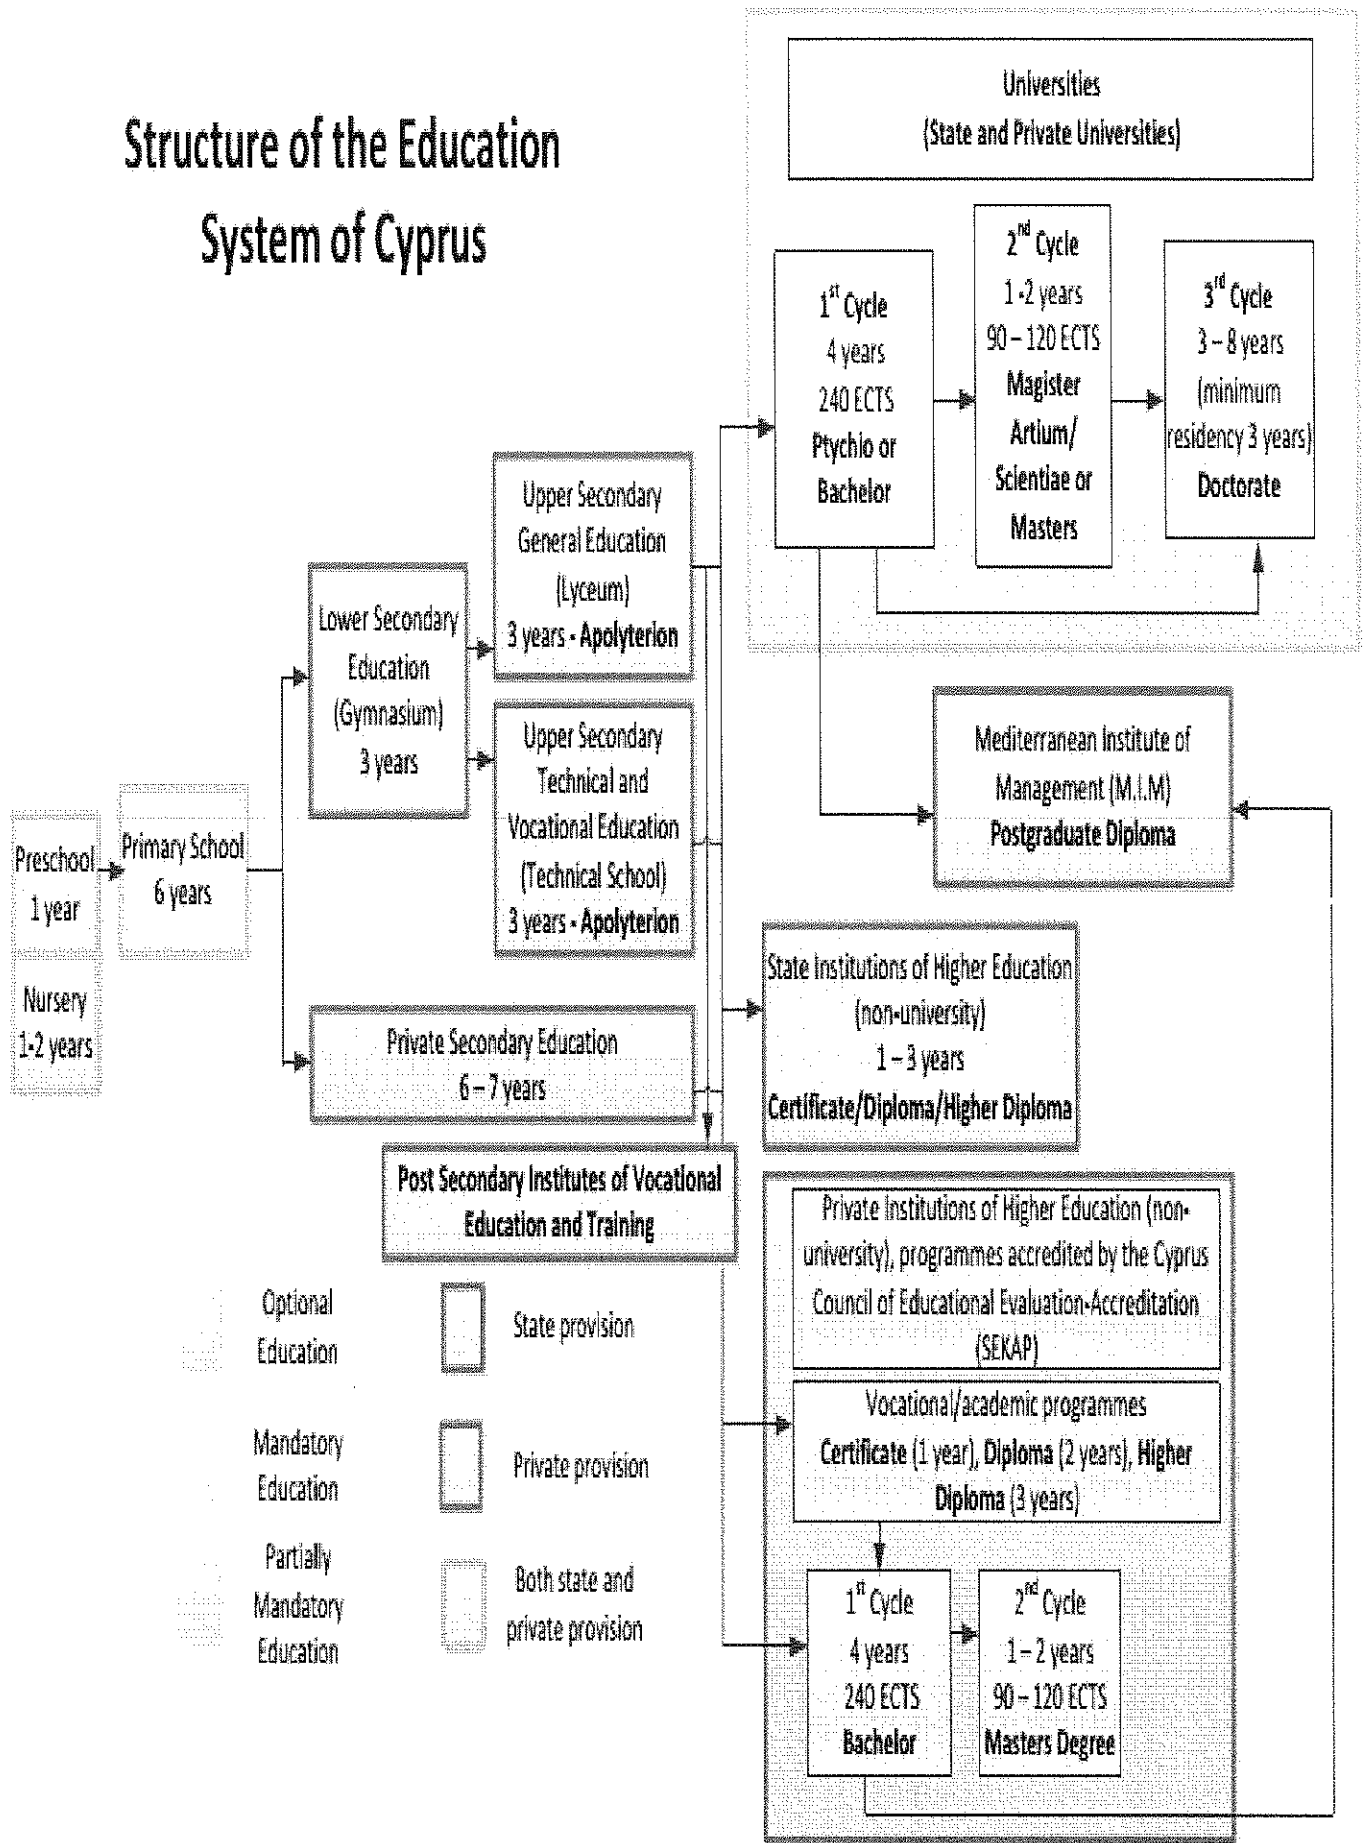 Structure of the Education
System of Cyprus
Universities
(State and Private Universities)
1st Cycle
4 years
240 ECTS
Ptychio or
Bachelor
2nd Cycle
1 -2 years
90 – 120 ECTS
Magister
Artium/
Scientiae or
Masters
3rd Cycle
3 – 8 years
(minimum
residency 3 years)
Doctorate
Upper Secondary
General Education
(Lyceum)
3 years - Apolyterion
Lower Secondary
Education
(Gymnasium)
3 years
Upper Secondary
Technical and
Vocational Education
(Technical School)
3 years - Apolyterion
Mediterranean Institute of
Management (M.I.M)
Postgraduate Diploma
Preschool
1 year
Primary School
6 years
Nursery
1-2 years
Private Secondary Education
6 – 7 years
State Institutions of Higher Education
(non-university)
1 – 3 years
Certificate/Diploma/Higher Diploma
Post Secondary Institutes of Vocational
Education and Training
Private Institutions of Higher Education (non-
university), programmes accredited by the Cyprus
Council of Educational Evaluation-Accreditation
(SEKAP)
Vocational/academic programmes
Certificate (1 year), Diploma (2 years), Higher
Diploma (3 years)
1st Cycle
4 years
240 ECTS
Bachelor
2nd Cycle
1 – 2 years
90 – 120 ECTS
Masters Degree
Optional
Education
State provision
Mandatory
Education
Private provision
Partially
Mandatory
Education
Both state and
private provision